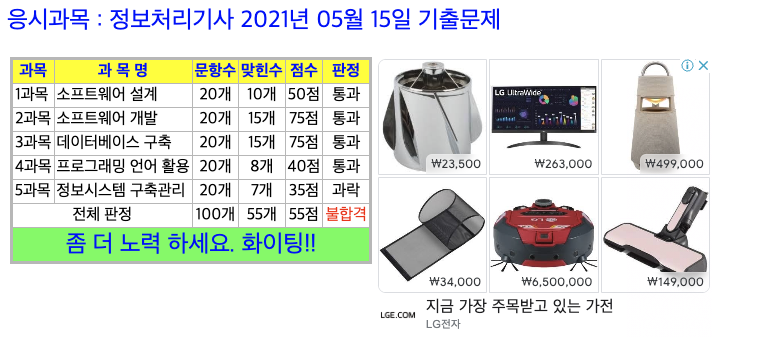 응시과목 : 정보처리기사 2021년 05월 15일 기출문제
과목 과 목 명 문항수 맞힌수 점수 판정
1과목 소프트웨어 설계 20개 10개 50점 통과
2과목 소프트웨어 개발 20개 15개 75점 통과
3과목 데이터베이스 구축 20개 15개 75점 통과
4과목 프로그래밍 언어 활용 20개 8개 40점 통과
5과목 정보시스템 구축관리 20개 7개 35점 과락
전체 판정 100개 55개 55점 불합격
좀 더 노력 하세요. 화이팅!!
LG UltraWide
₩23,500 ₩263,000 ₩499,000
₩34,000 ₩6,500,000 ₩149,000
LGE.COM 지금 가장 주목받고 있는 가전
LG전자